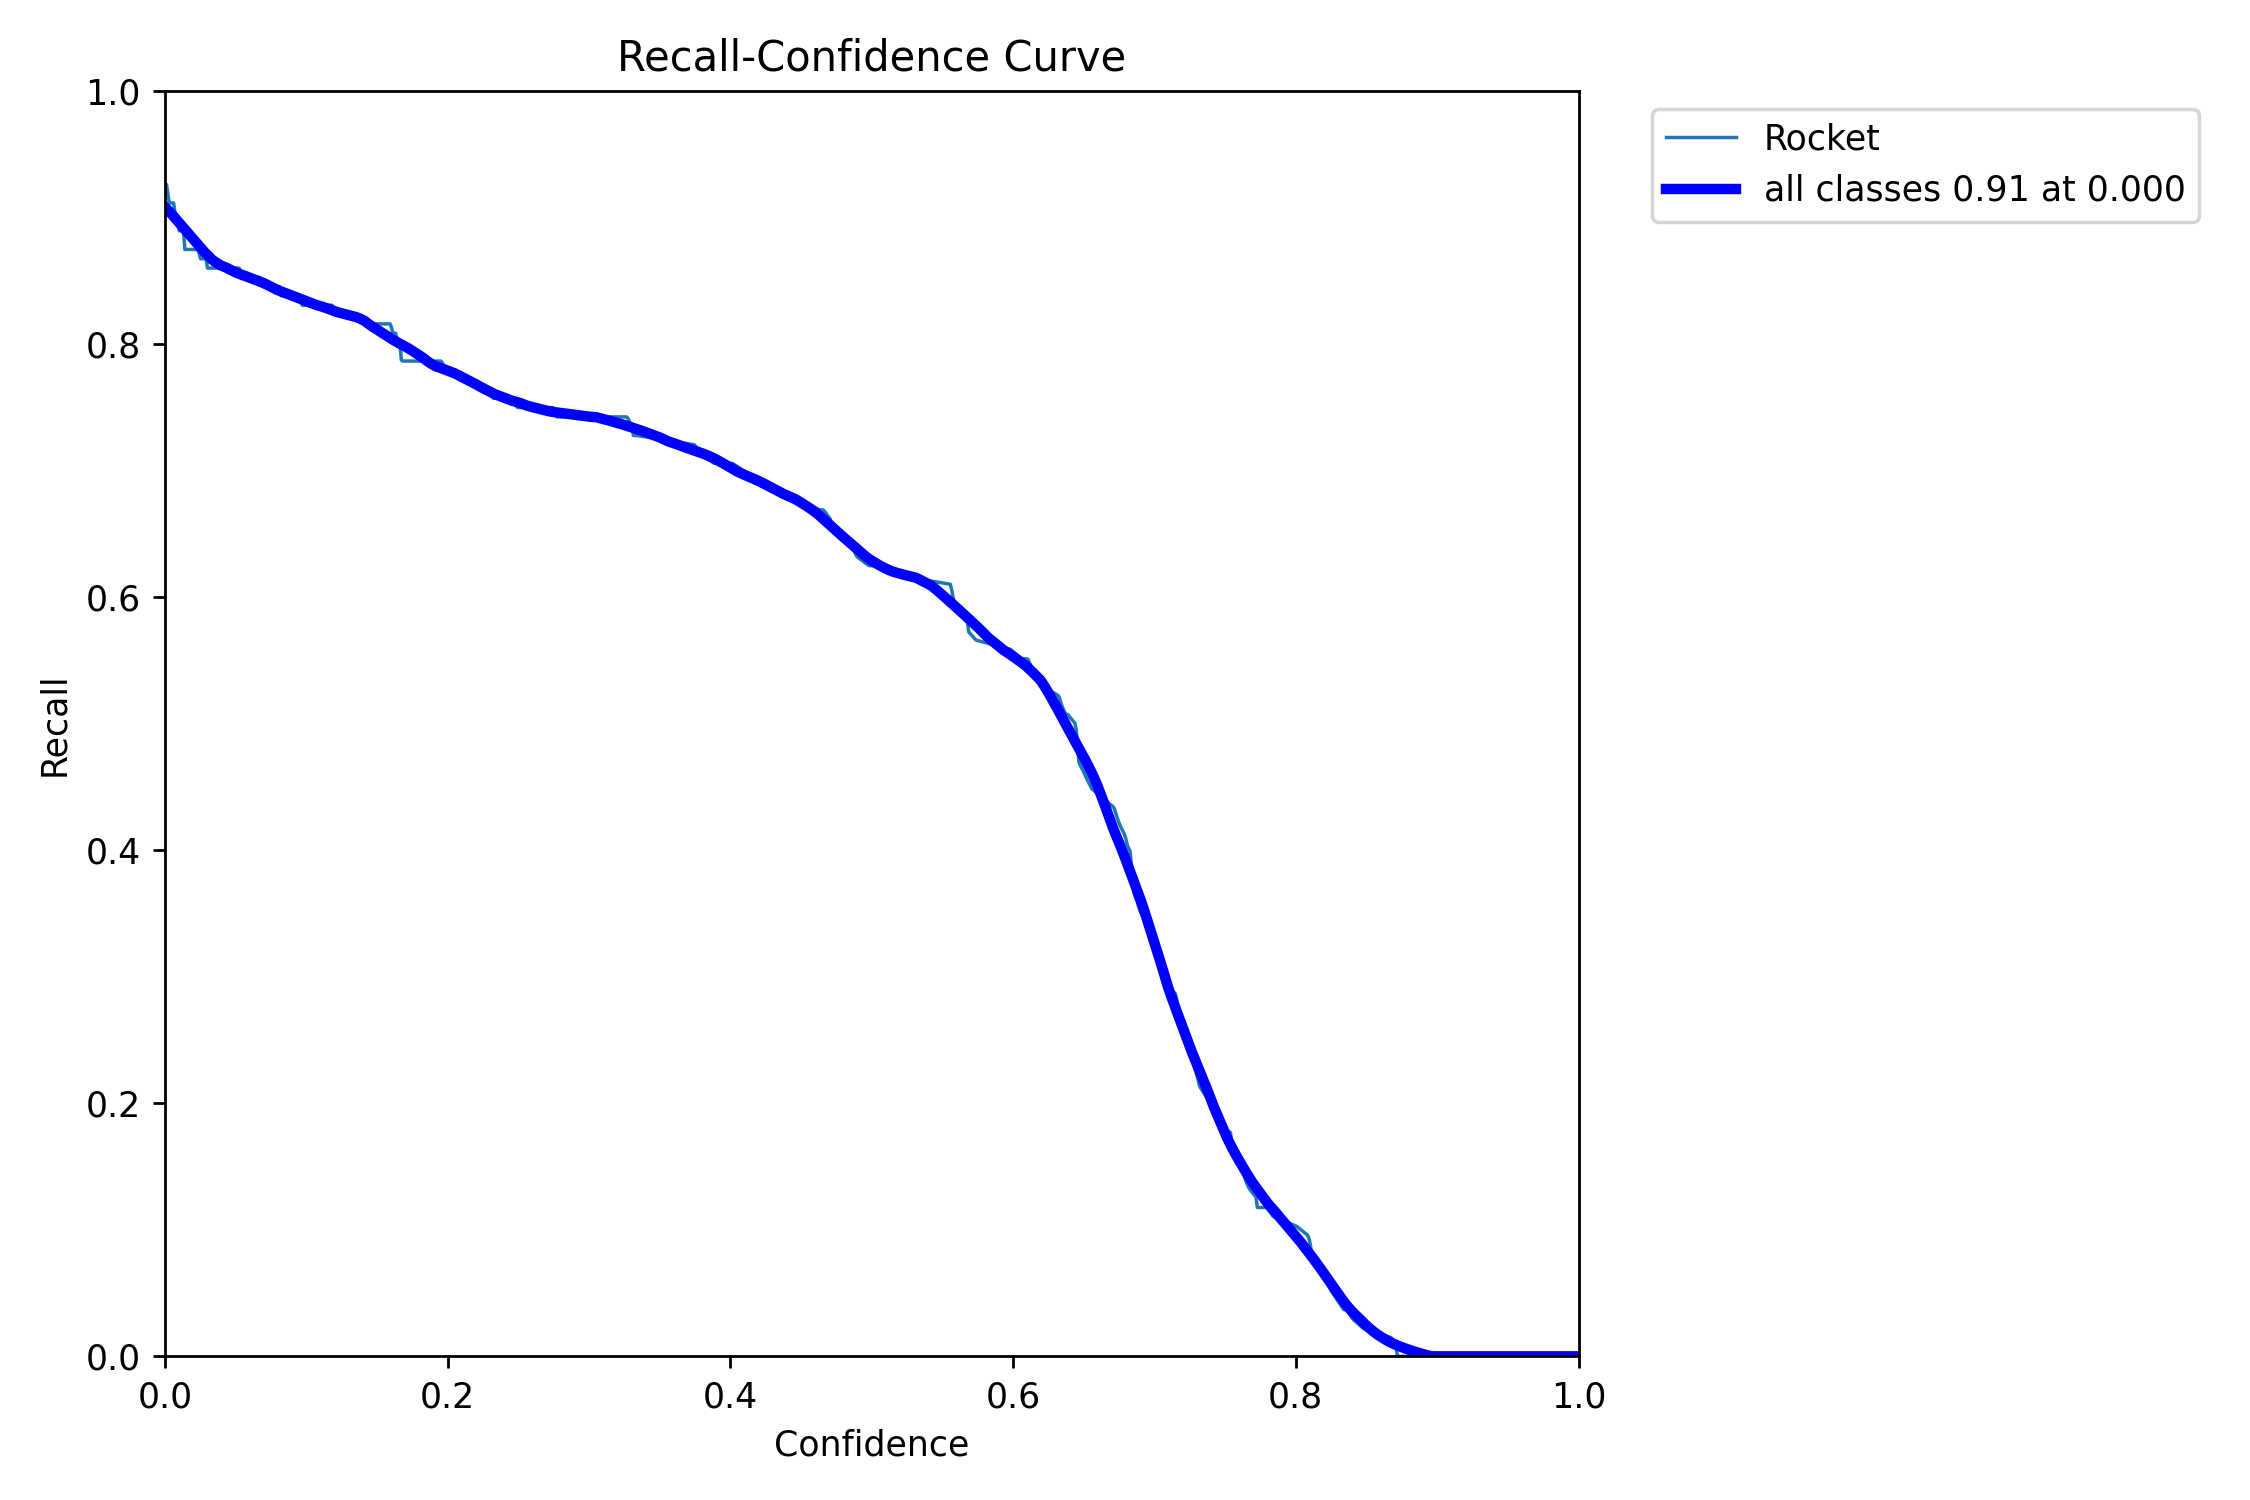 Recall-Confidence Curve
1.0
0.8
0.6
0.4
0.2
0.0
Recall
0.0 0.2 0.4 0.6 0.8 1.0
Confidence
Rocket
all classes 0.91 at 0.000